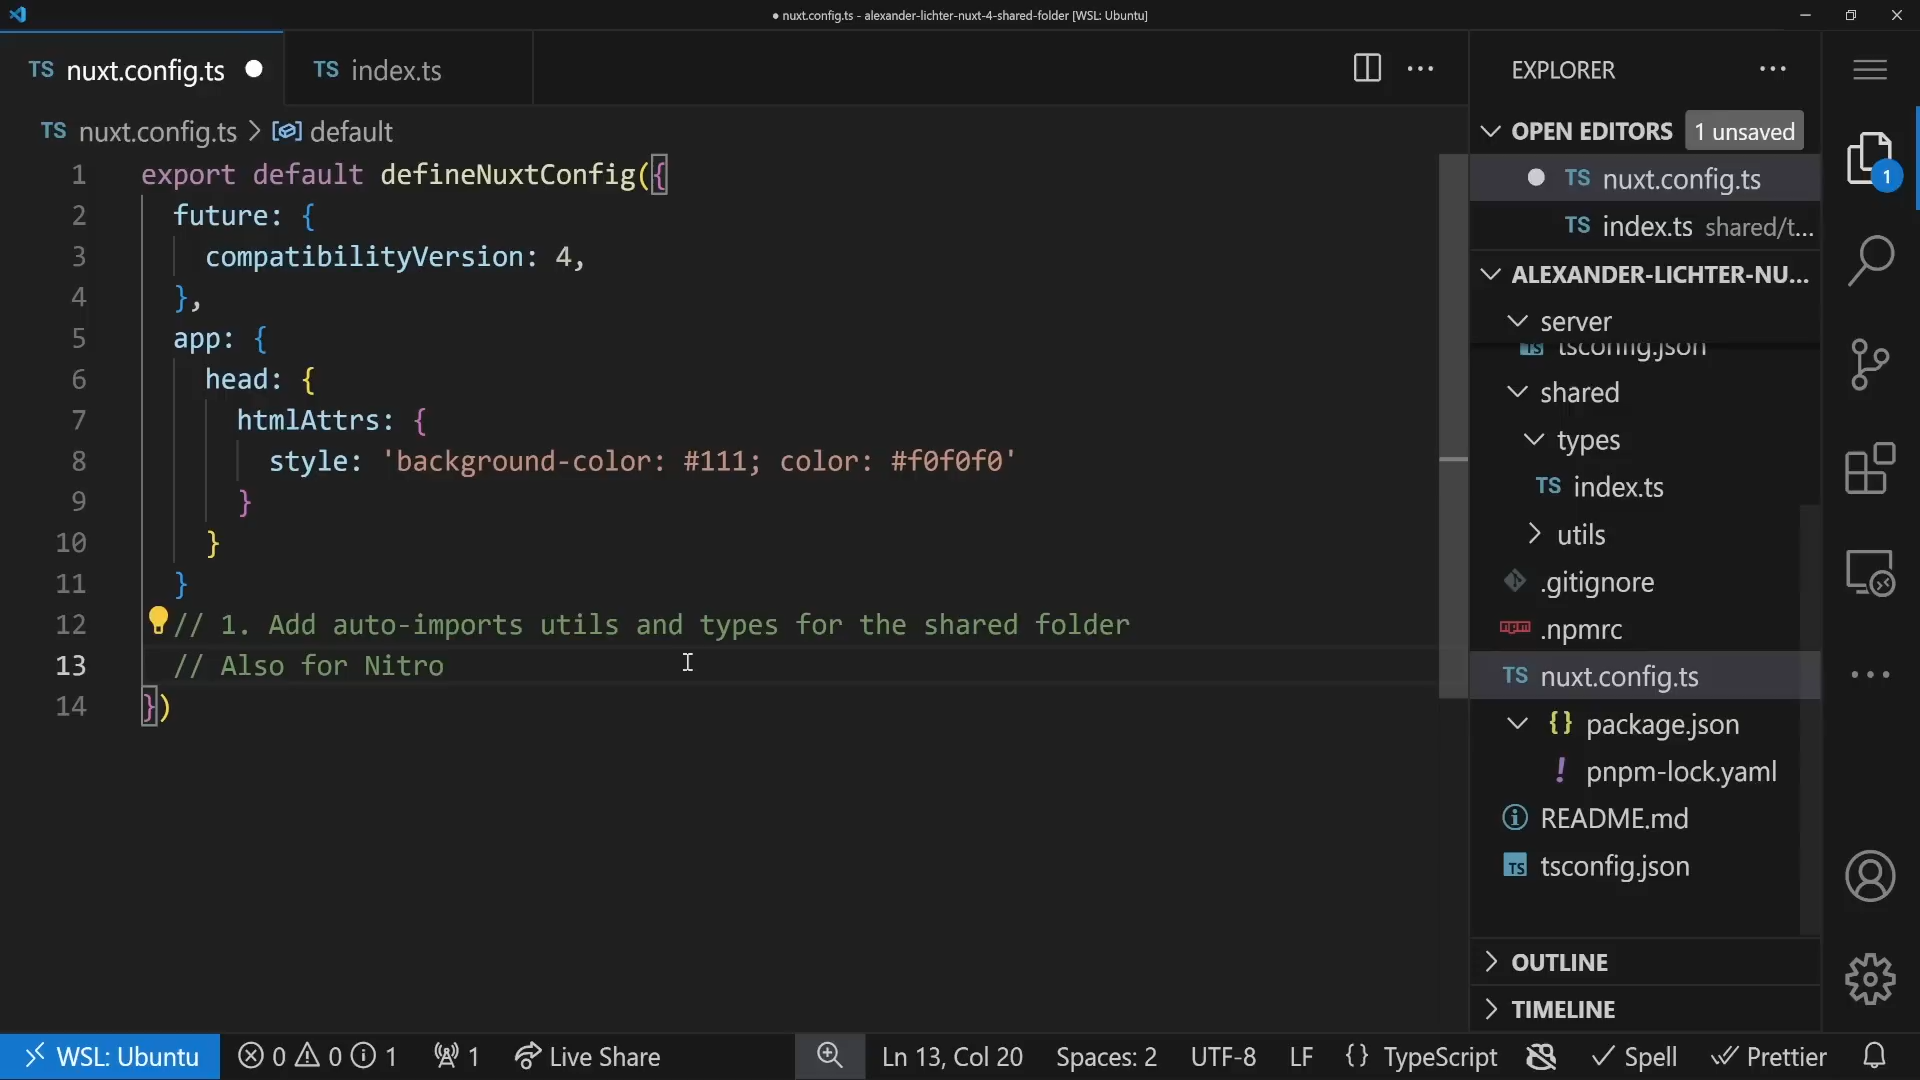 ● nuxt.config.ts - alexander-lichter-nuxt-4-shared-folder [WSL: Ubuntu]
TS nuxt.config.ts ●
TS index.ts
TS nuxt.config.ts > default
1 export default defineNuxtConfig({
2 future: {
3 compatibilityVersion: 4,
4 },
5 app: {
6 head: {
7 htmlAttrs: {
8 style: 'background-color: #111; color: #f0f0f0'
9 }
10 }
11 }
12 // 1. Add auto-imports utils and types for the shared folder
13 // Also for Nitro
14 })
EXPLORER
OPEN EDITORS 1 unsaved
● TS nuxt.config.ts
TS index.ts shared/t...
ALEXANDER-LICHTER-NU...
server
TS tsconfig.json
shared
types
TS index.ts
utils
.gitignore
npm .npmrc
TS nuxt.config.ts
{} package.json
! pnpm-lock.yaml
README.md
TS tsconfig.json
OUTLINE
TIMELINE
1
WSL: Ubuntu
0 0 1
1
Live Share
Ln 13, Col 20
Spaces: 2
UTF-8
LF
{} TypeScript
Spell
Prettier